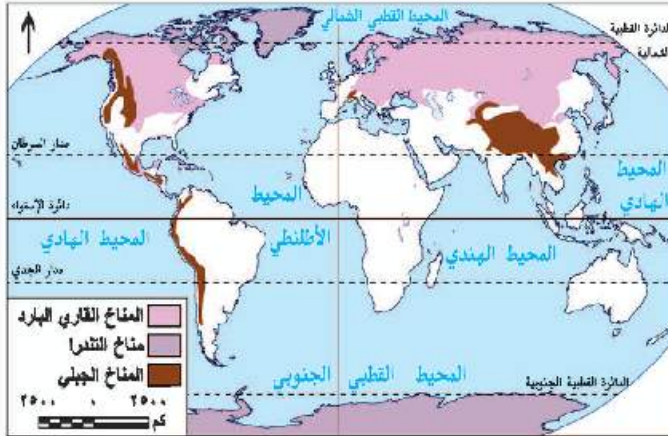 المحيط القطبي الشمالي
الدائرة القطبية
الشمالية
مدار السرطان
المحيط
الهادي
دائرة الإستواء
المحيط
الأطلنطي
المحيط الهادي
المحيط الهندي
مدار الجدي
المناخ القاري البارد
مناخ التندرا
المناخ الجبلي
٢٥٠٠ ٠ ٢٥٠٠
كم
المحيط القطبي الجنوبي
الدائرة القطبية الجنوبية